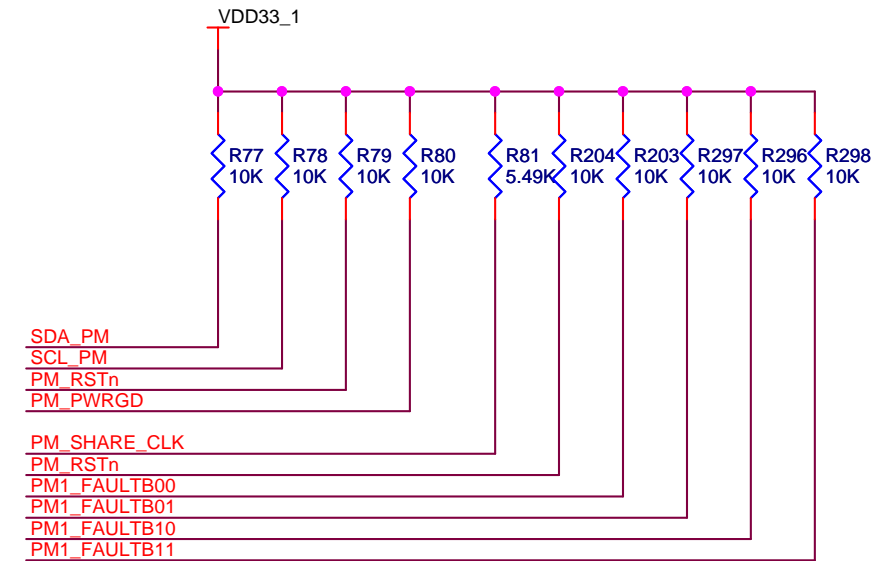 VDD33_1
R77 R78 R79 R80 R81 R204 R203 R297 R296 R298
10K 10K 10K 10K 5.49K 10K 10K 10K 10K 10K
SDA_PM
SCL_PM
PM_RSTn
PM_PWRGD
PM_SHARE_CLK
PM_RSTn
PM1_FAULTB00
PM1_FAULTB01
PM1_FAULTB10
PM1_FAULTB11